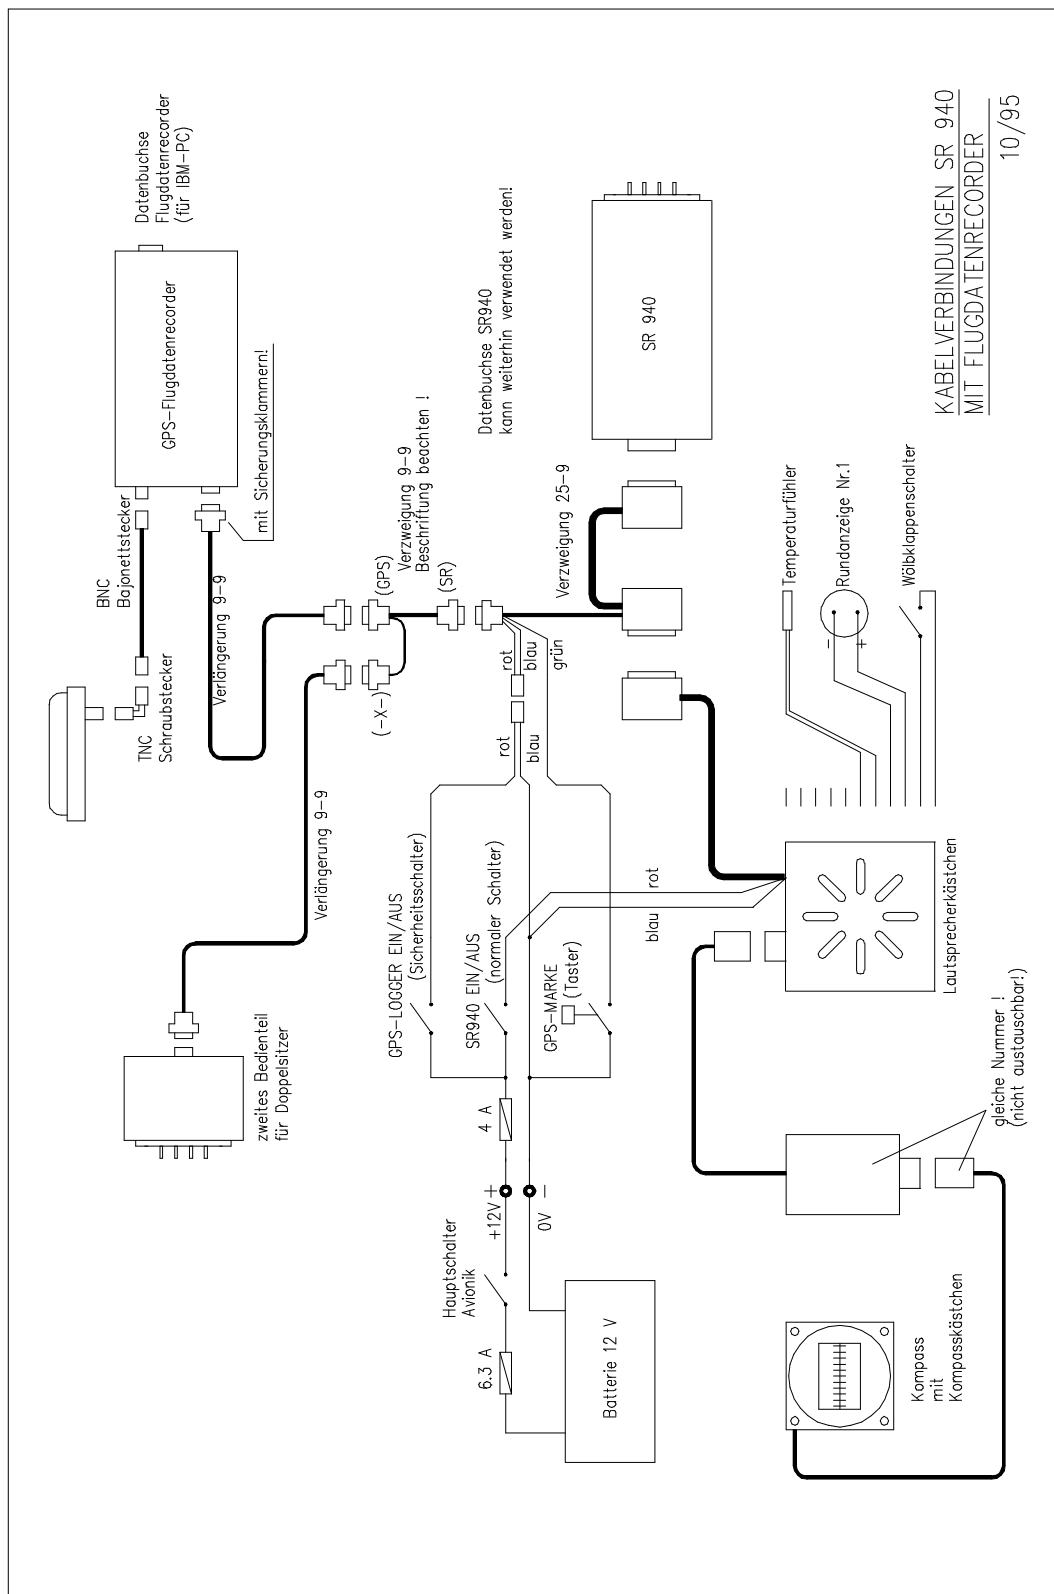 KABELVERBINDUNGEN SR 940
MIT FLUGDATENRECORDER
10/95
Datenbuchse
Flugdatenrecorder
(für IBM-PC)
GPS-Flugdatenrecorder
mit Sicherungsklammern!
BNC
Bajonettstecker
TNC
Schraubstecker
Verlängerung 9-9
Verlängerung 9-9
zweites Bedienteil
für Doppelsitzer
(GPS)
(-X-)
(SR)
Verzweigung 9-9
Beschriftung beachten !
Datenbuchse SR940
kann weiterhin verwendet werden!
SR 940
Verzweigung 25-9
rot
blau
grün
rot
blau
GPS-LOGGER EIN/AUS
(Sicherheitsschalter)
SR940 EIN/AUS
(normaler Schalter)
GPS-MARKE
(Taster)
4 A
+12V +
0V -
Hauptschalter
Avionik
6.3 A
Batterie 12 V
rot
blau
Temperaturfühler
Rundanzeige Nr.1
-
+
Wölbklappenschalter
Lautsprecherkästchen
gleiche Nummer !
(nicht austauschbar!)
Kompass
mit
Kompasskästchen